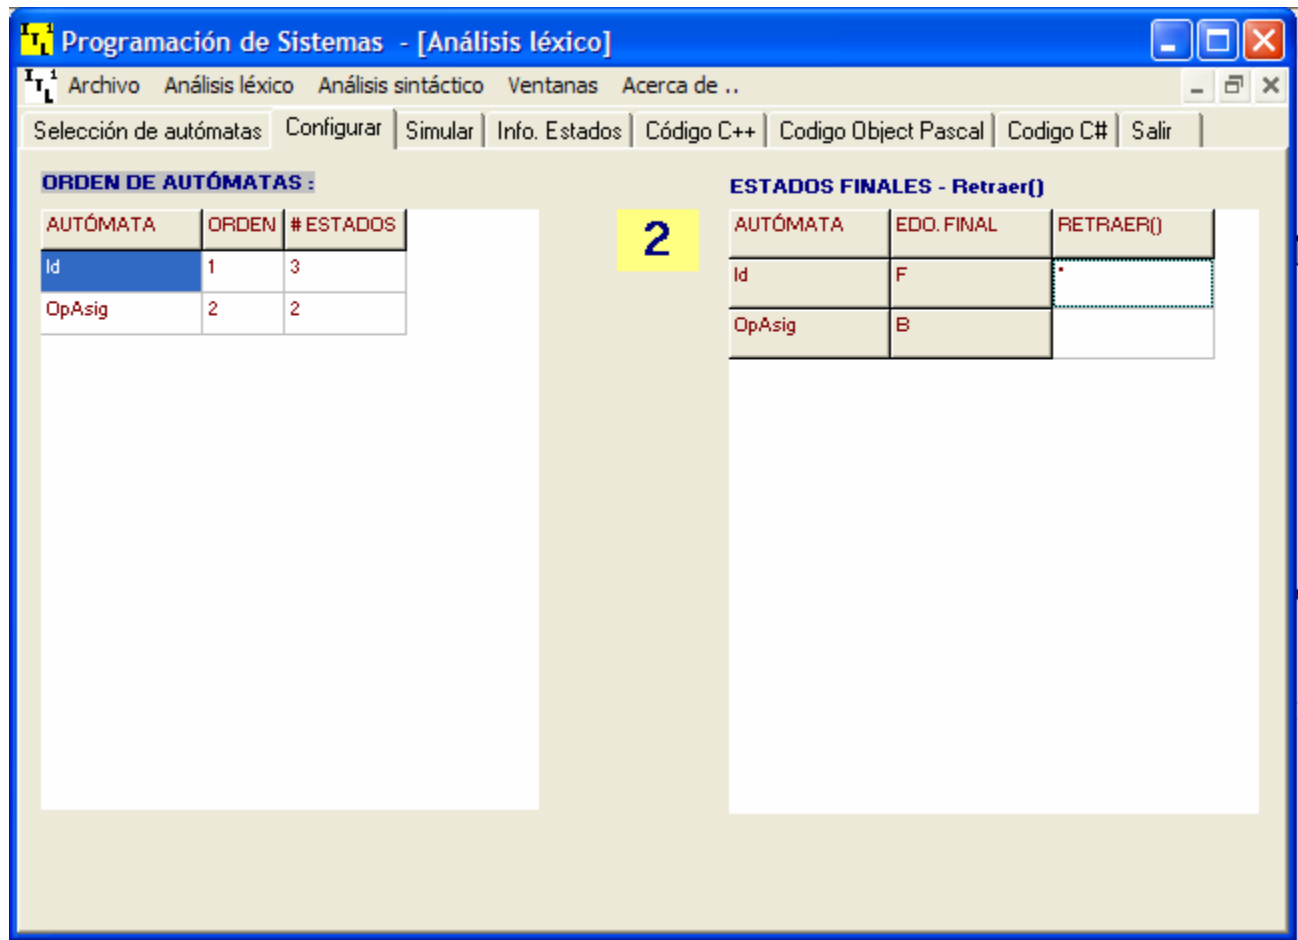 Programación de Sistemas - [Análisis léxico]
Archivo Análisis léxico Análisis sintáctico Ventanas Acerca de ..
Selección de autómatas Configurar Simular Info. Estados Código C++ Codigo Object Pascal Codigo C# Salir
ORDEN DE AUTÓMATAS :
AUTÓMATA ORDEN # ESTADOS
Id 1 3
OpAsig 2 2
2
ESTADOS FINALES - Retraer()
AUTÓMATA EDO. FINAL RETRAER()
Id F *
OpAsig B